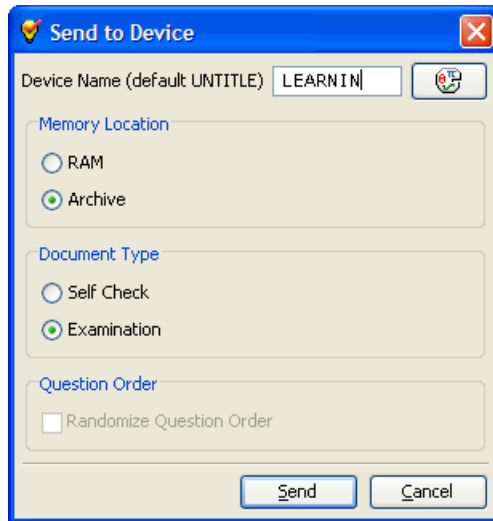 Send to Device
Device Name (default UNTITLE) LEARNIN
Memory Location
RAM
Archive
Document Type
Self Check
Examination
Question Order
Randomize Question Order
Send Cancel